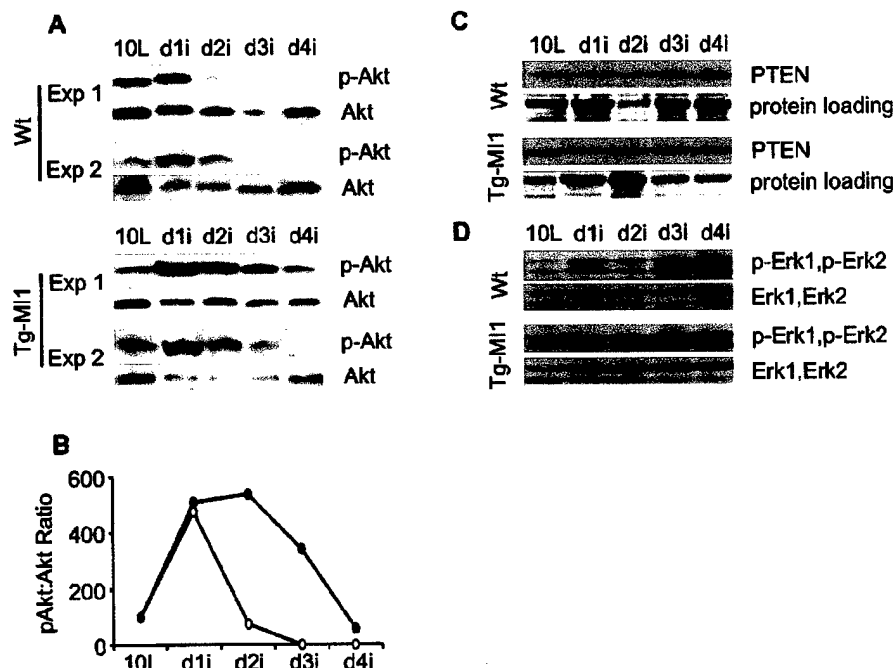 A
10L d1i d2i d3i d4i
Wt
Exp 1
p-Akt
Akt
Exp 2
p-Akt
Akt
10L d1i d2i d3i d4i
Tg-MI1
Exp 1
p-Akt
Akt
Exp 2
p-Akt
Akt
B
pAkt:Akt Ratio
600
400
200
0
10L d1i d2i d3i d4i
C
10L d1i d2i d3i d4i
Wt
PTEN
protein loading
Tg-MI1
PTEN
protein loading
D
10L d1i d2i d3i d4i
Wt
p-Erk1,p-Erk2
Erk1,Erk2
Tg-MI1
p-Erk1,p-Erk2
Erk1,Erk2